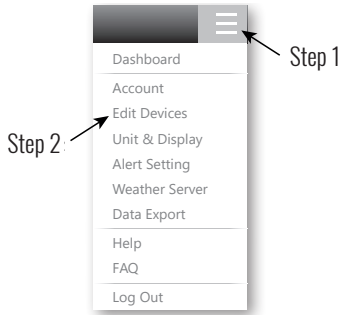 Step 1
Dashboard
Account
Edit Devices
Step 2 :
Unit & Display
Alert Setting
Weather Server
Data Export
Help
FAQ
Log Out